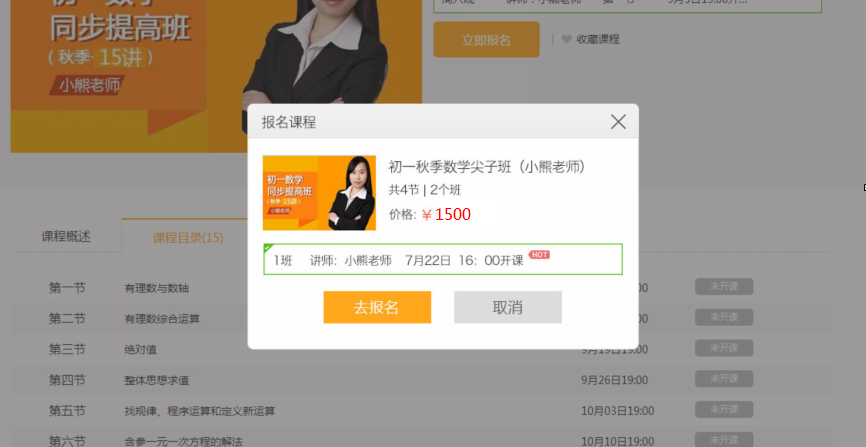 同步提高班
（秋季·15讲）
小熊老师
立即报名
收藏课程
报名课程
初一秋季数学尖子班（小熊老师）
共4节 | 2个班
价格：￥1500
初一数学
同步提高班
（秋季·15讲）
小熊老师
1班 讲师：小熊老师 7月22日 16：00开课 HOT
去报名 取消
课程概述 课程目录(15)
第一节 有理数与数轴 未开课
第二节 有理数综合运算 未开课
第三节 绝对值 9月19日19:00 未开课
第四节 整体思想求值 9月26日19:00 未开课
第五节 找规律、程序运算和定义新运算 10月03日19:00 未开课
第六节 含参一元一次方程的解法 10月10日19:00 未开课